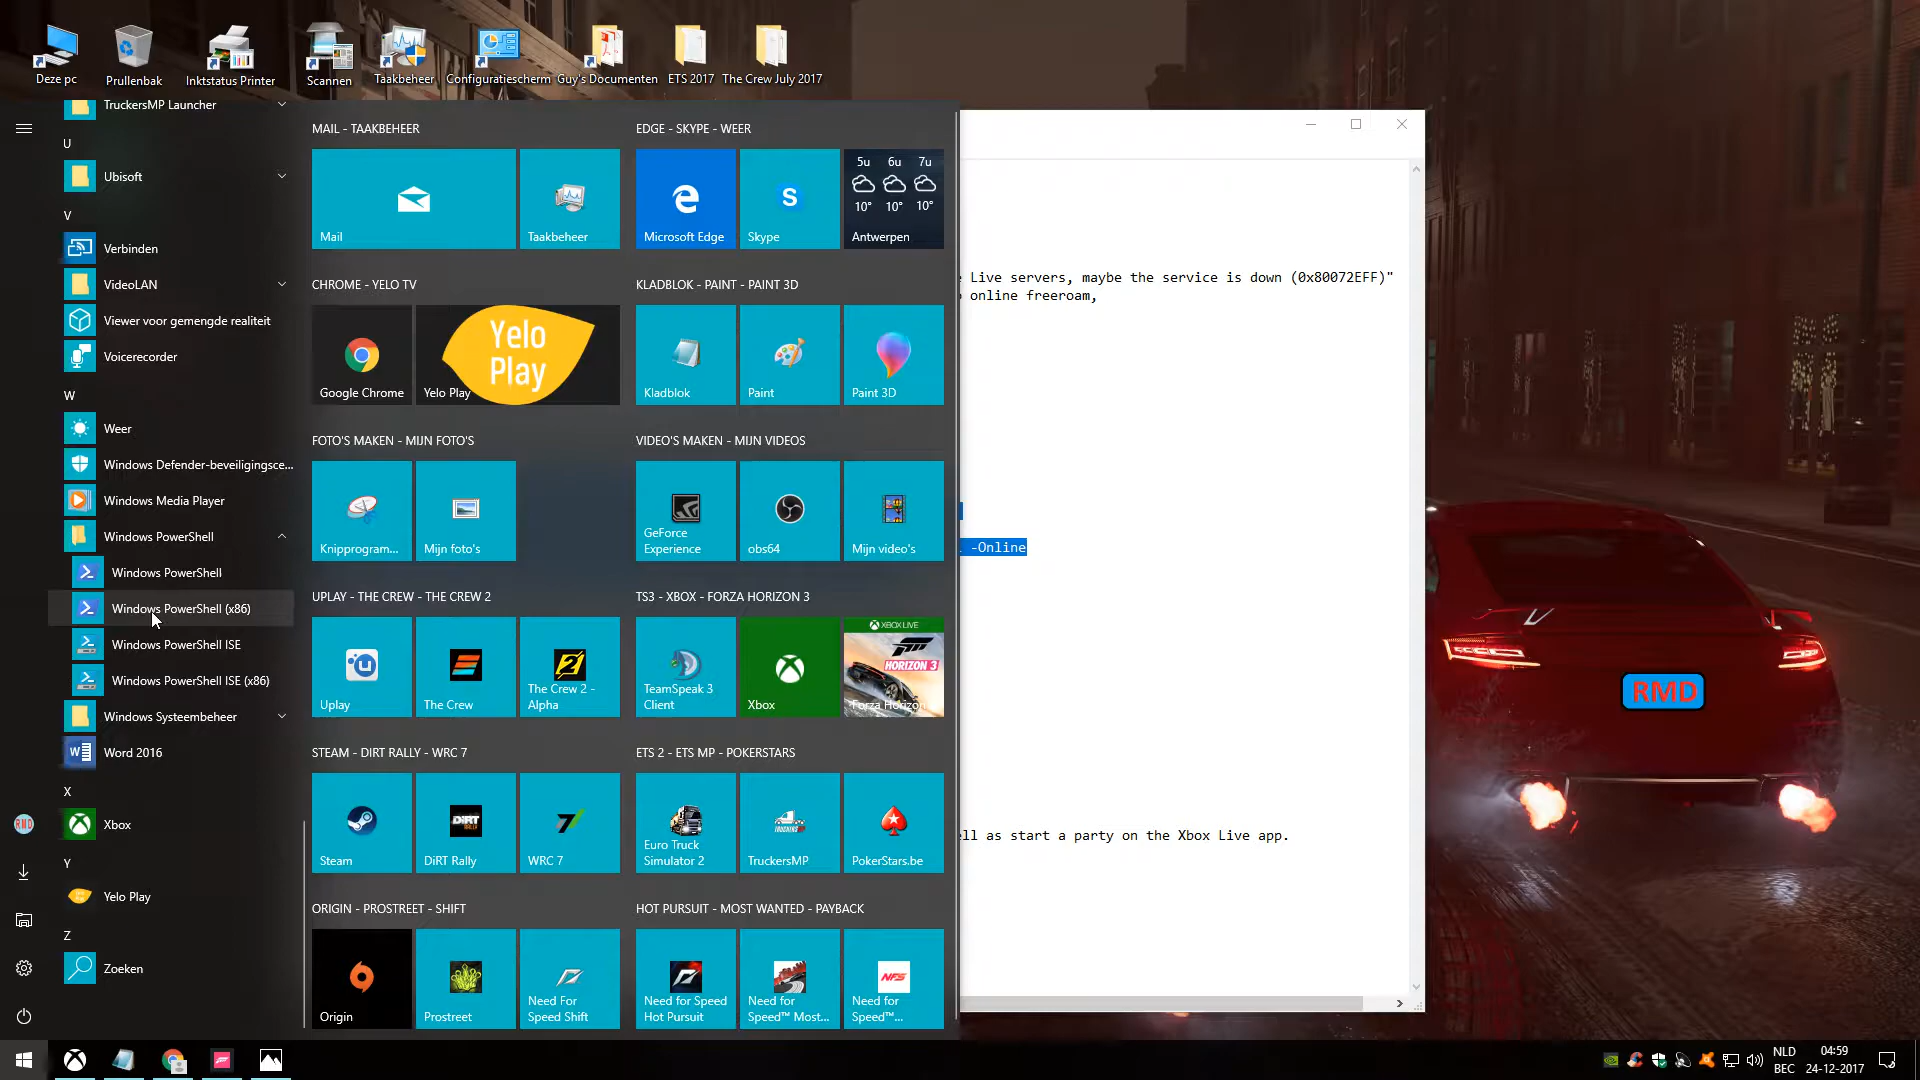 Deze pc
Prullenbak
Inktstatus Printer
Scannen
Taakbeheer
Configuratiescherm
Guy's Documenten
ETS 2017
The Crew July 2017
TruckersMP Launcher
U
Ubisoft
V
Verbinden
VideoLAN
Viewer voor gemengde realiteit
Voicerecorder
W
Weer
Windows Defender-beveiligingsce...
Windows Media Player
Windows PowerShell
Windows PowerShell
Windows PowerShell (x86)
Windows PowerShell ISE
Windows PowerShell ISE (x86)
Windows Systeembeheer
Word 2016
X
Xbox
Y
Yelo Play
Z
Zoeken
RMD
MAIL - TAAKBEHEER
Mail
Taakbeheer
EDGE - SKYPE - WEER
Microsoft Edge
Skype
5u 6u 7u
10° 10° 10°
Antwerpen
CHROME - YELO TV
Google Chrome
Yelo
Play
Yelo Play
KLADBLOK - PAINT - PAINT 3D
Kladblok
Paint
Paint 3D
FOTO'S MAKEN - MIJN FOTO'S
Knipprogram...
Mijn foto's
VIDEO'S MAKEN - MIJN VIDEOS
GeForce
Experience
obs64
Mijn video's
UPLAY - THE CREW - THE CREW 2
Uplay
The Crew
The Crew 2 -
Alpha
TS3 - XBOX - FORZA HORIZON 3
TeamSpeak 3
Client
Xbox
XBOX LIVE
HORIZON 3
Forza Horizon
STEAM - DIRT RALLY - WRC 7
Steam
DiRT
RALLY
DiRT Rally
WRC 7
ETS 2 - ETS MP - POKERSTARS
Euro Truck
Simulator 2
TruckersMP
PokerStars.be
ORIGIN - PROSTREET - SHIFT
Origin
Prostreet
Need For
Speed Shift
HOT PURSUIT - MOST WANTED - PAYBACK
Need for Speed
Hot Pursuit
Need for
Speed™ Most...
NFS
Need for
Speed™...
Live servers, maybe the service is down (0x80072EFF)"
online freeroam,
-Online
ll as start a party on the Xbox Live app.
RMD
NLD
BEC
04:59
24-12-2017